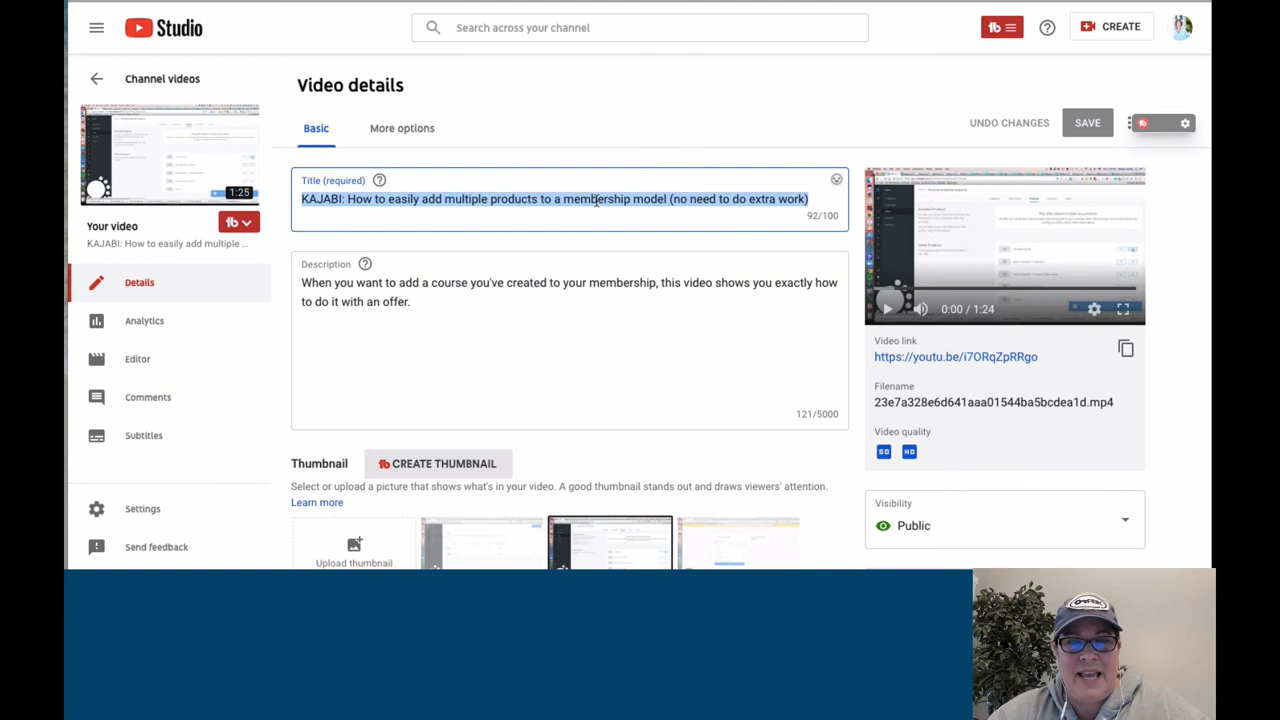 Studio
Search across your channel
tb
CREATE
Channel videos
1:25
Your video
tb
KAJABI: How to easily add multiple ...
Details
Analytics
Editor
Comments
Subtitles
Settings
Send feedback
Video details
Basic
More options
UNDO CHANGES
SAVE
Title (required)
KAJABI: How to easily add multiple products to a membership model (no need to do extra work)
92/100
Description
When you want to add a course you've created to your membership, this video shows you exactly how
to do it with an offer.
121/5000
Thumbnail
tb CREATE THUMBNAIL
Select or upload a picture that shows what's in your video. A good thumbnail stands out and draws viewers' attention.
Learn more
Upload thumbnail
0:00 / 1:24
Video link
https://youtu.be/i7ORqZpRRgo
Filename
23e7a328e6d641aaa01544ba5bcdea1d.mp4
Video quality
SD HD
Visibility
Public